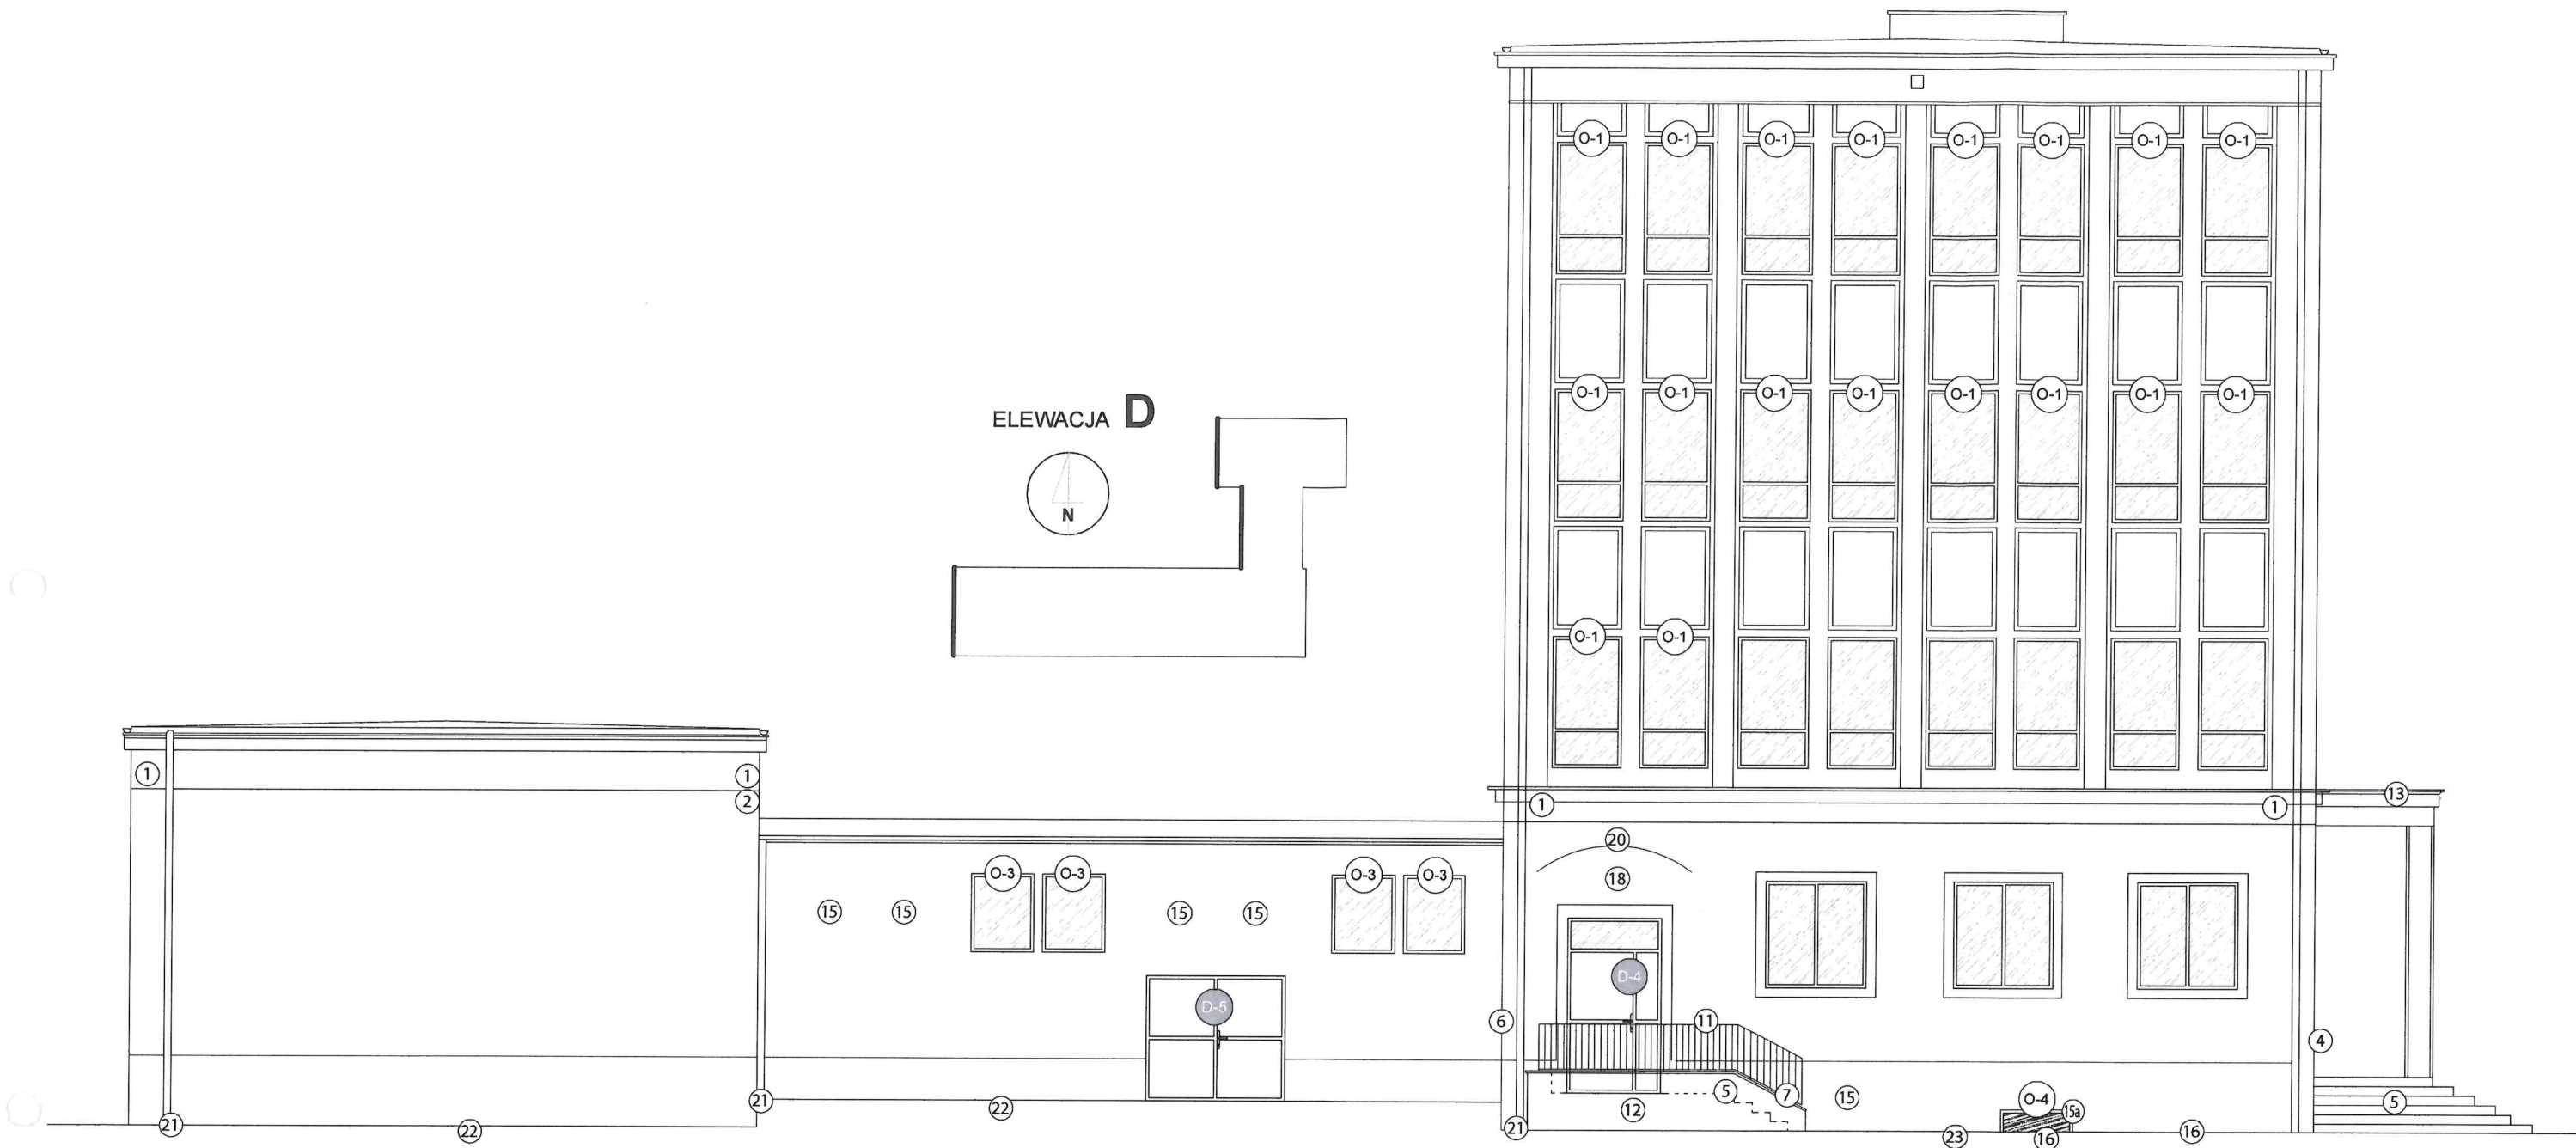 O-1 O-1 O-1 O-1 O-1 O-1 O-1 O-1
O-1 O-1 O-1 O-1 O-1 O-1 O-1 O-1
ELEWACJA D
N
O-1 O-1
1 1 1 1 13
2
20
O-3 O-3 O-3 O-3 18
15 15 15 15
D-4
D-5
6 11 4
21 5 7 15 O-4 5
22 12 15a
21 22 21 23 16 16